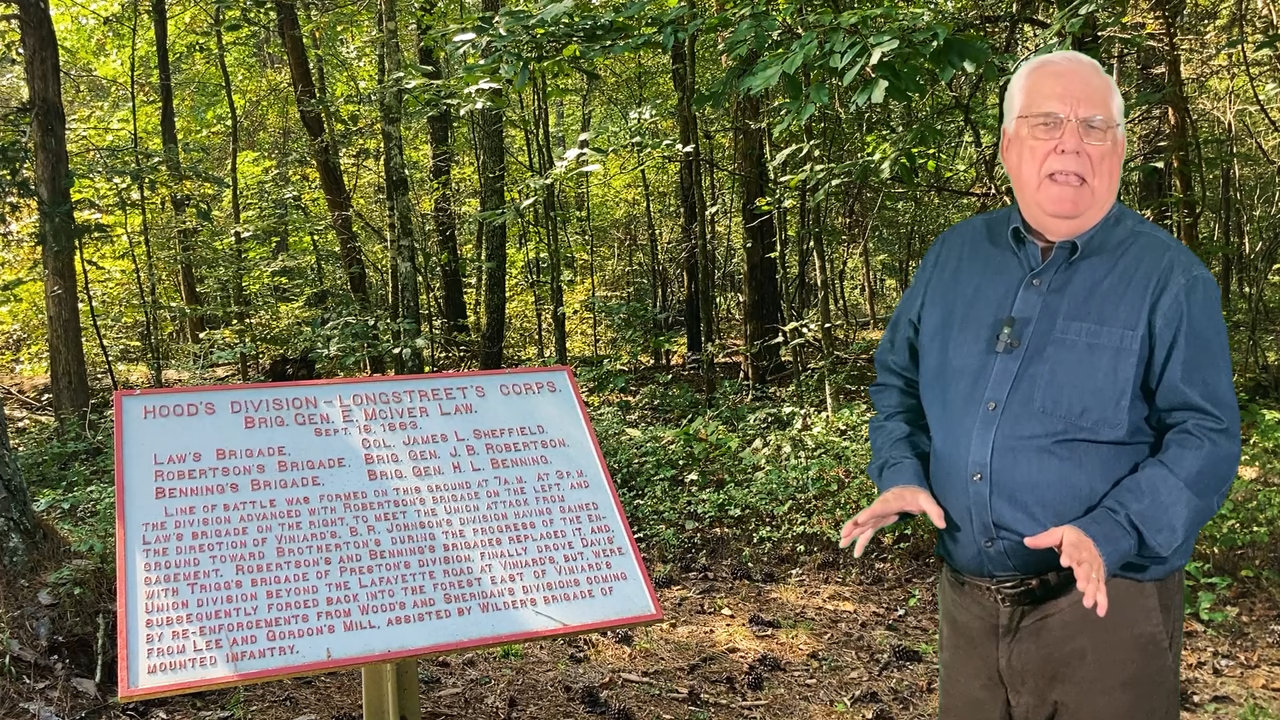 HOOD'S DIVISION – LONGSTREET'S CORPS.
BRIG. GEN. E. MCIVER LAW.
SEPT. 19, 1863.
LAW'S BRIGADE. COL. JAMES L. SHEFFIELD.
ROBERTSON'S BRIGADE. BRIG. GEN. J. B. ROBERTSON.
BENNING'S BRIGADE. BRIG. GEN. H. L. BENNING.
LINE OF BATTLE WAS FORMED ON THIS GROUND AT 7 A.M. AT 3 P.M.
THE DIVISION ADVANCED WITH ROBERTSON'S BRIGADE ON THE LEFT, AND
LAW'S BRIGADE ON THE RIGHT, TO MEET THE UNION ATTACK FROM
THE DIRECTION OF VINIARD'S. B. R. JOHNSON'S DIVISION HAVING GAINED
GROUND TOWARD BROTHERTON'S DURING THE PROGRESS OF THE EN-
GAGEMENT, ROBERTSON'S AND BENNING'S BRIGADES REPLACED IT, AND,
WITH TRIGG'S BRIGADE OF PRESTON'S DIVISION, FINALLY DROVE DAVIS'
UNION DIVISION BEYOND THE LAFAYETTE ROAD AT VINIARD'S, BUT, WERE
SUBSEQUENTLY FORCED BACK INTO THE FOREST EAST OF VINIARD'S
BY RE-ENFORCEMENTS FROM WOOD'S AND SHERIDAN'S DIVISIONS COMING
FROM LEE AND GORDON'S MILL, ASSISTED BY WILDER'S BRIGADE OF
MOUNTED INFANTRY.